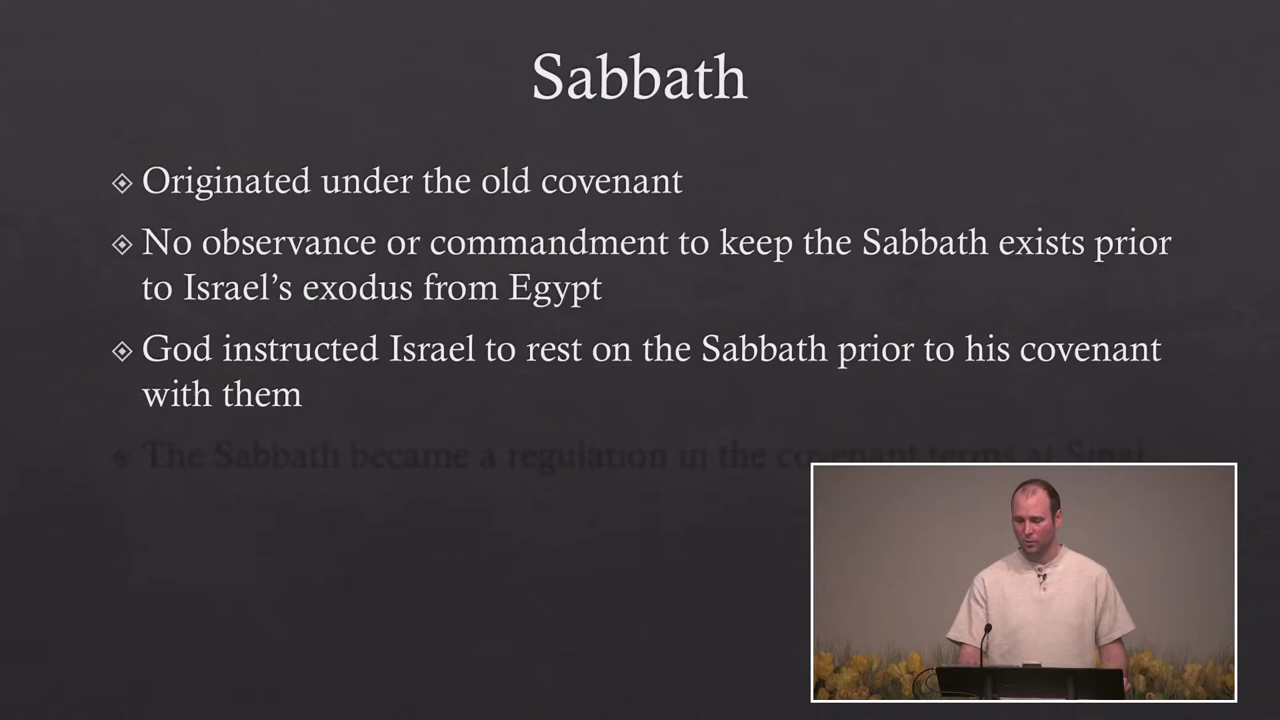 Sabbath
Originated under the old covenant
No observance or commandment to keep the Sabbath exists prior
to Israel's exodus from Egypt
God instructed Israel to rest on the Sabbath prior to his covenant
with them
The Sabbath became a regulation in the covenant terms at Sinai